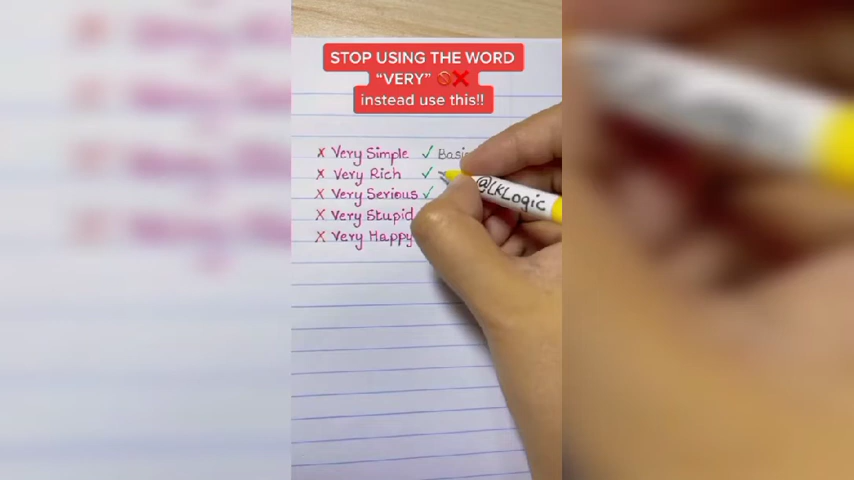 STOP USING THE WORD
“VERY” 🚫❌
instead use this!!
✗ Very Simple ✓
✗ Very Rich ✓
✗ Very Serious ✓
✗ Very Stupid
✗ Very Happy
@LKLogic